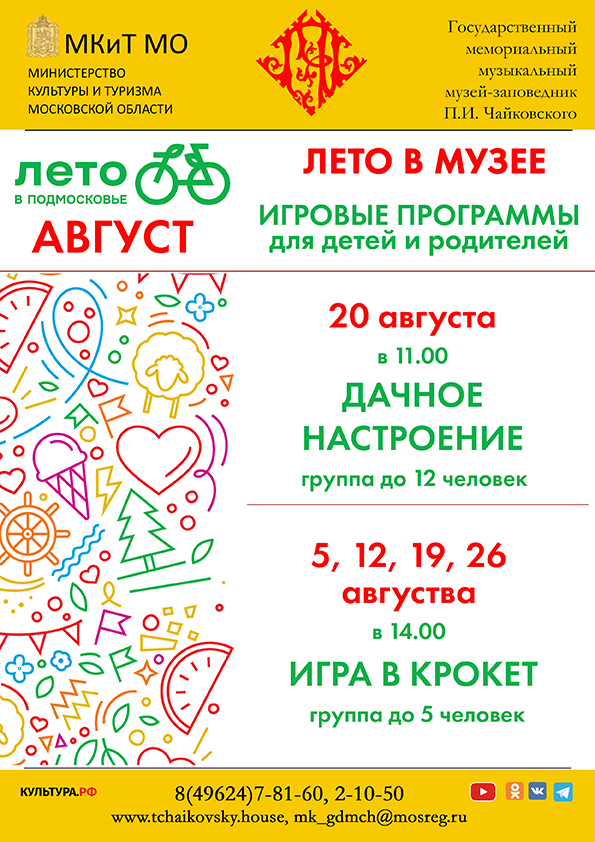 МКиТ МО
МИНИСТЕРСТВО
КУЛЬТУРЫ И ТУРИЗМА
МОСКОВСКОЙ ОБЛАСТИ
Государственный
мемориальный
музыкальный
музей-заповедник
П.И. Чайковского
лето
В ПОДМОСКОВЬЕ
АВГУСТ
ЛЕТО В МУЗЕЕ
ИГРОВЫЕ ПРОГРАММЫ
для детей и родителей
20 августа
в 11.00
ДАЧНОЕ
НАСТРОЕНИЕ
группа до 12 человек
5, 12, 19, 26
августва
в 14.00
ИГРА В КРОКЕТ
группа до 5 человек
КУЛЬТУРА.РФ
8(49624)7-81-60, 2-10-50
www.tchaikovsky.house, mk_gdmch@mosreg.ru